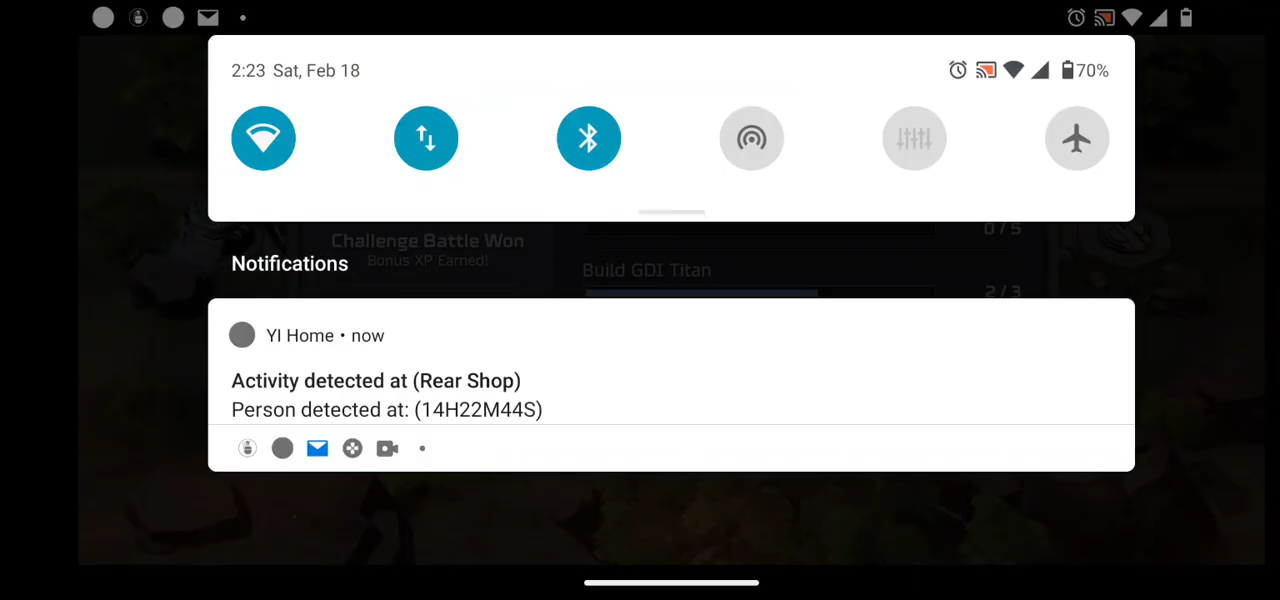 2:23 Sat, Feb 18
70%
0/5
Challenge Battle Won
Bonus XP Earned!
Notifications
Build GDI Titan
2/3
YI Home • now
Activity detected at (Rear Shop)
Person detected at: (14H22M44S)